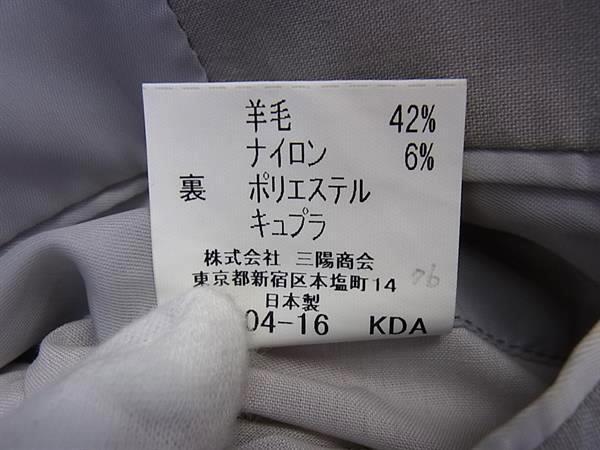 羊毛 42%
ナイロン 6%
裏 ポリエステル
キュプラ
株式会社 三陽商会
東京都新宿区本塩町14
日本製
04-16 KDA